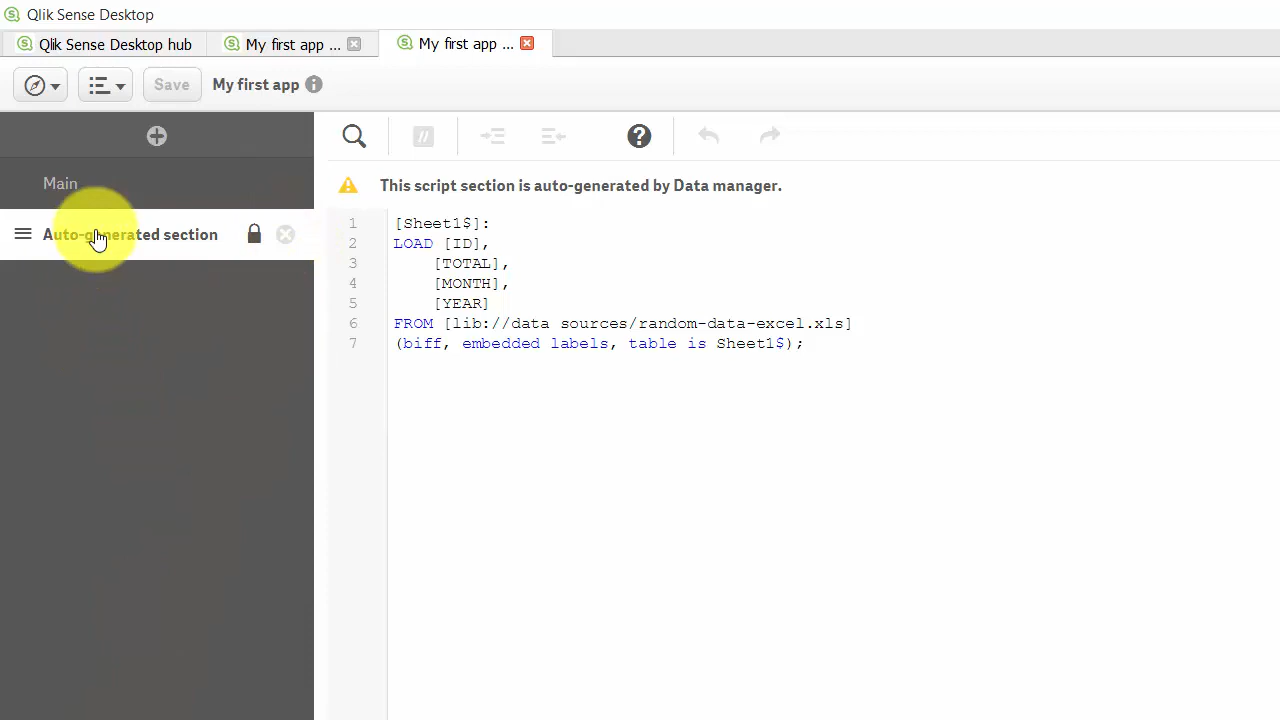 Qlik Sense Desktop
Qlik Sense Desktop hub
My first app ...
My first app ...
Save
My first app
Main
Auto-generated section
This script section is auto-generated by Data manager.
1 [Sheet1$]:
2 LOAD [ID],
3 [TOTAL],
4 [MONTH],
5 [YEAR]
6 FROM [lib://data sources/random-data-excel.xls]
7 (biff, embedded labels, table is Sheet1$);